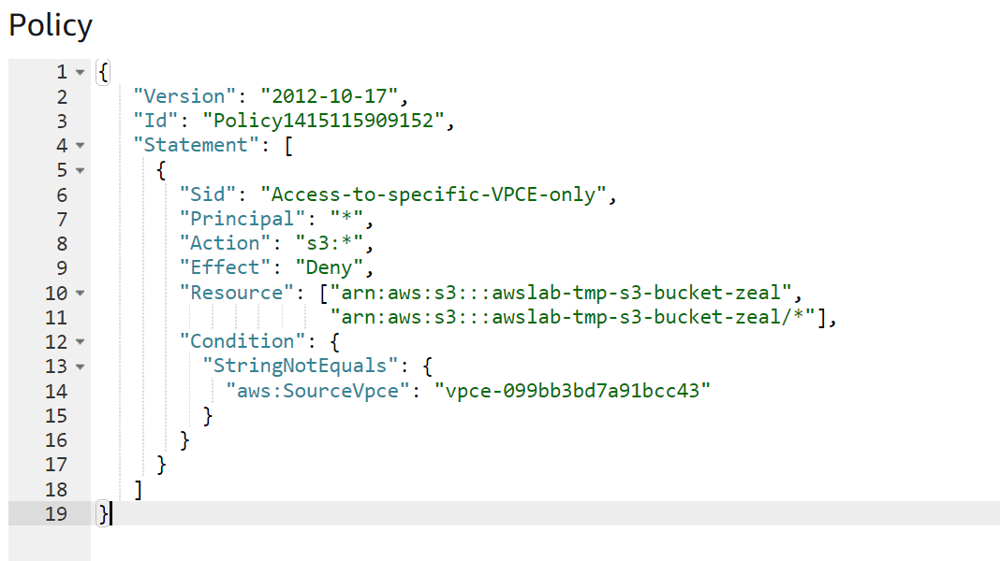 Policy
1 {
2 "Version": "2012-10-17",
3 "Id": "Policy1415115909152",
4 "Statement": [
5 {
6 "Sid": "Access-to-specific-VPCE-only",
7 "Principal": "*",
8 "Action": "s3:*",
9 "Effect": "Deny",
10 "Resource": ["arn:aws:s3:::awslab-tmp-s3-bucket-zeal",
11 "arn:aws:s3:::awslab-tmp-s3-bucket-zeal/*"],
12 "Condition": {
13 "StringNotEquals": {
14 "aws:SourceVpce": "vpce-099bb3bd7a91bcc43"
15 }
16 }
17 }
18 ]
19 }